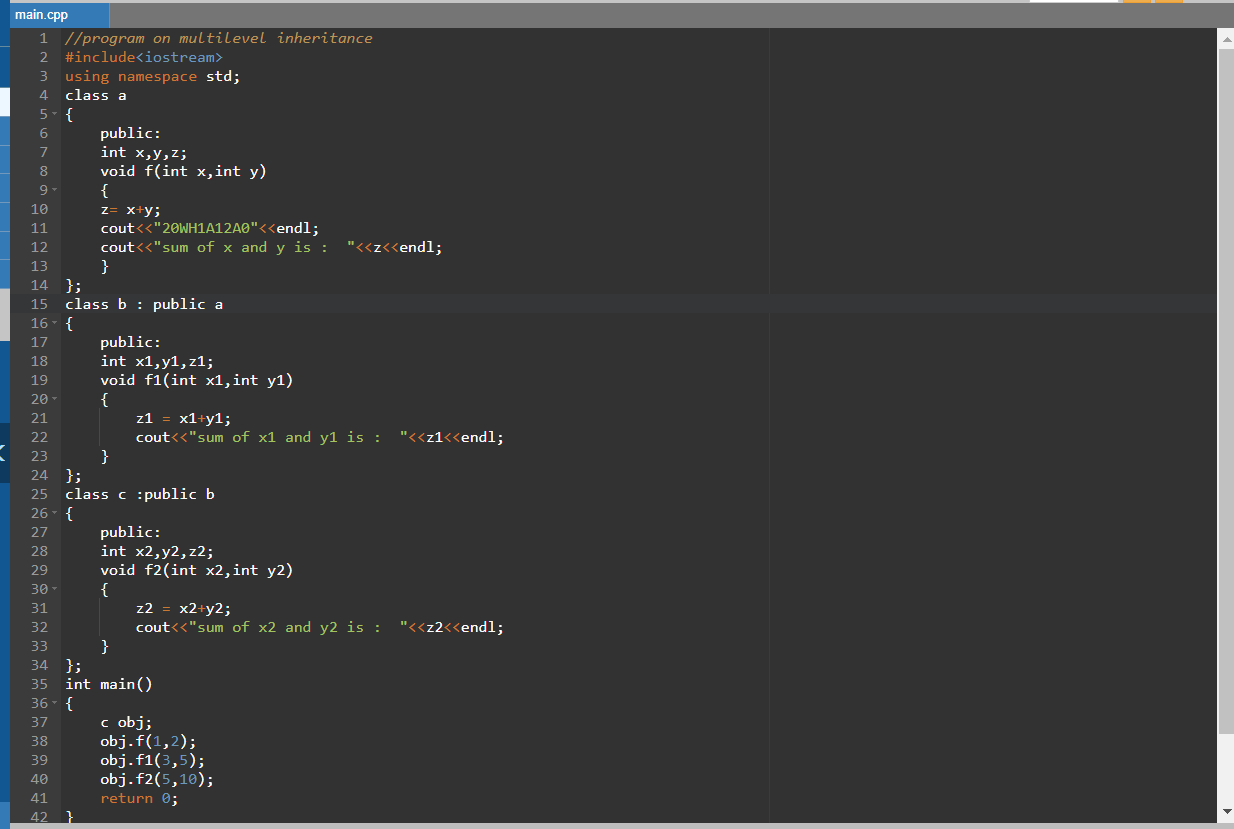 main.cpp
1 //program on multilevel inheritance
2 #include<iostream>
3 using namespace std;
4 class a
5 {
6     public:
7     int x,y,z;
8     void f(int x,int y)
9     {
10     z= x+y;
11     cout<<"20WH1A12A0"<<endl;
12     cout<<"sum of x and y is :  "<<z<<endl;
13     }
14 };
15 class b : public a
16 {
17     public:
18     int x1,y1,z1;
19     void f1(int x1,int y1)
20     {
21         z1 = x1+y1;
22         cout<<"sum of x1 and y1 is :  "<<z1<<endl;
23     }
24 };
25 class c :public b
26 {
27     public:
28     int x2,y2,z2;
29     void f2(int x2,int y2)
30     {
31         z2 = x2+y2;
32         cout<<"sum of x2 and y2 is :  "<<z2<<endl;
33     }
34 };
35 int main()
36 {
37     c obj;
38     obj.f(1,2);
39     obj.f1(3,5);
40     obj.f2(5,10);
41     return 0;
42 }